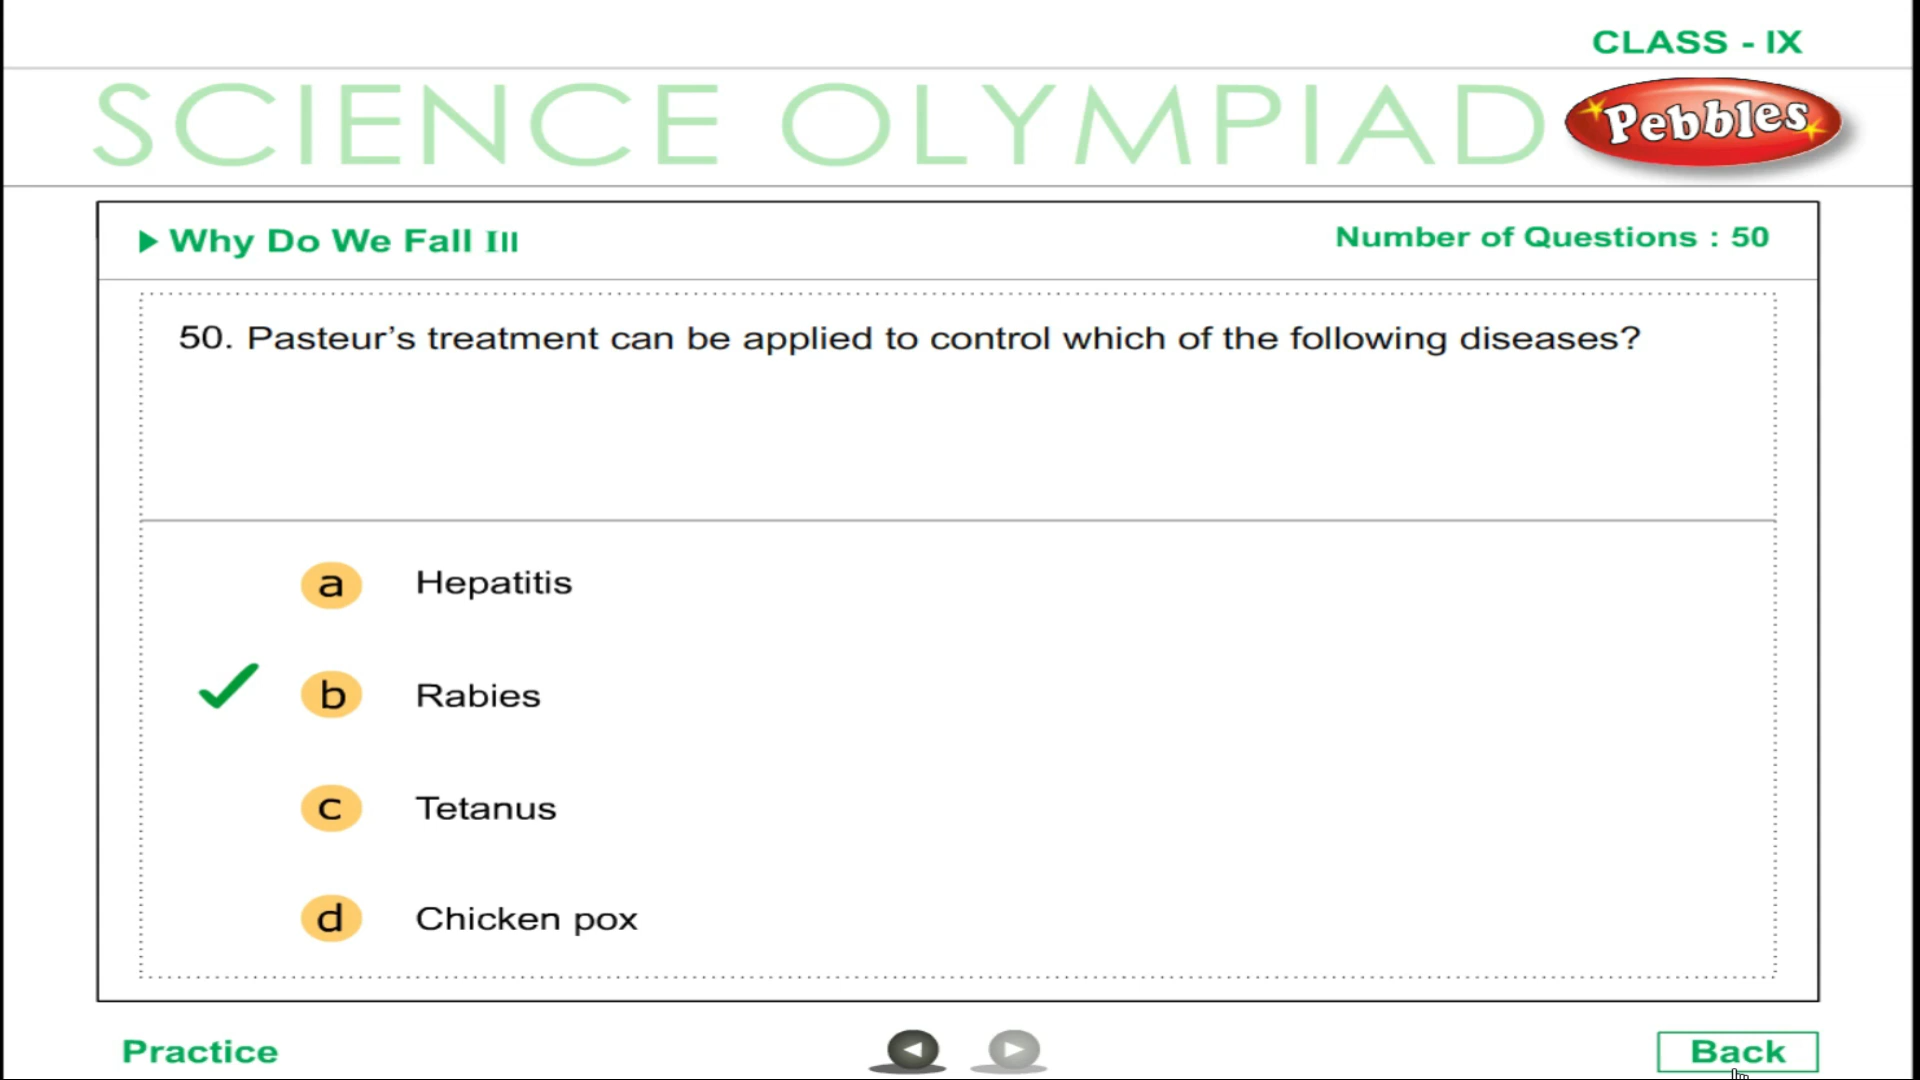 CLASS - IX
SCIENCE OLYMPIAD
Pebbles
Why Do We Fall Ill
Number of Questions : 50
50. Pasteur’s treatment can be applied to control which of the following diseases?
a Hepatitis
b Rabies
c Tetanus
d Chicken pox
Practice
Back